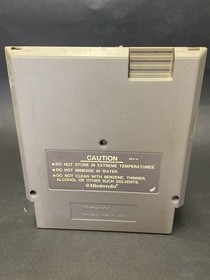 CAUTION
REV-A
• DO NOT STORE IN EXTREME TEMPERATURES.
• DO NOT IMMERSE IN WATER.
• DO NOT CLEAN WITH BENZENE, THINNER,
ALCOHOL OR OTHER SUCH SOLVENTS.
Nintendo